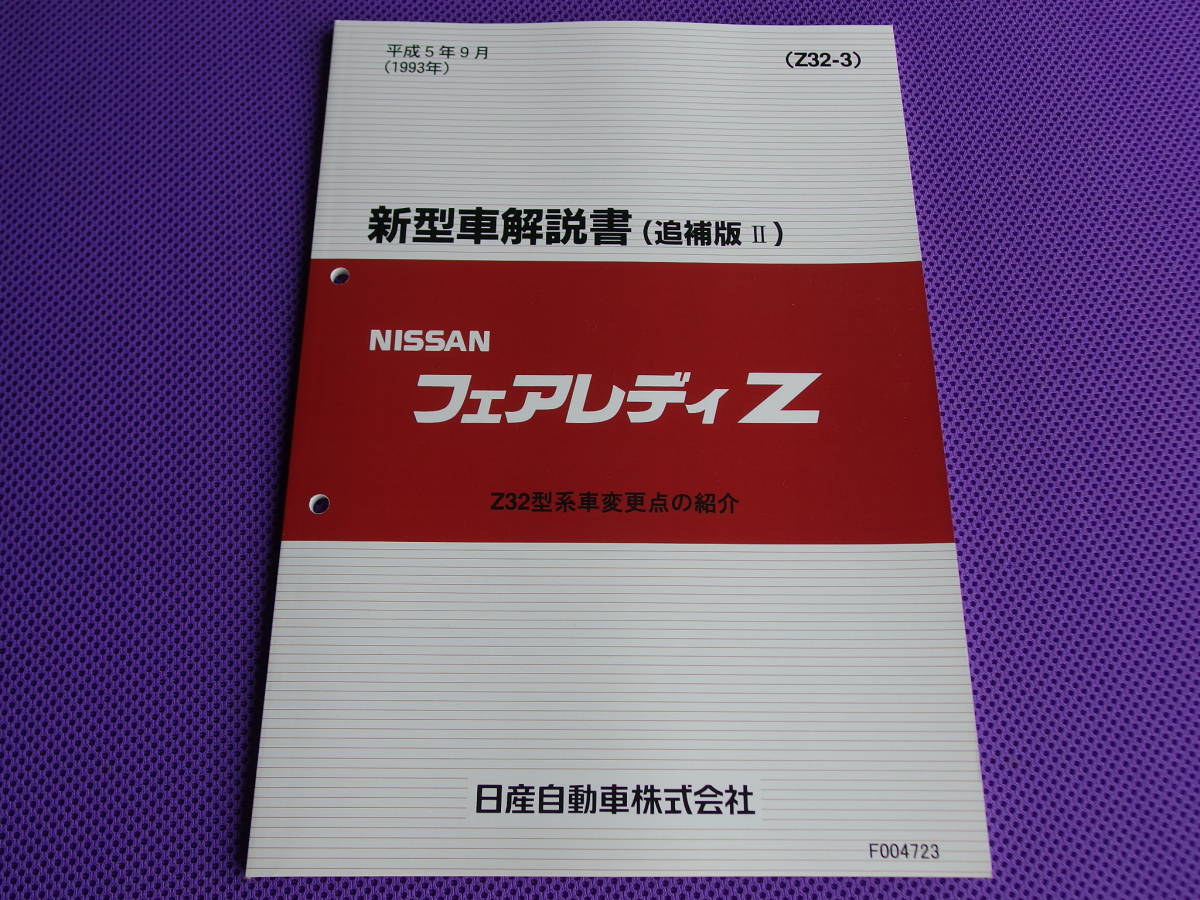 平成5年9月
(1993年)
(Z32-3)
新型車解説書(追補版 Ⅱ)
NISSAN
フェアレディZ
Z32型系車変更点の紹介
日産自動車株式会社
F004723